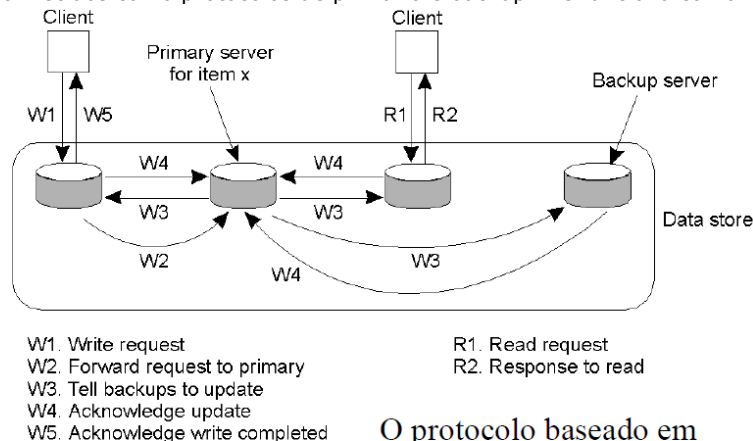 Client
Client
Primary server
for item x
Backup server
W1
W5
R1
R2
W4
W4
W3
W3
Data store
W2
W3
W4
W1. Write request
R1. Read request
W2. Forward request to primary
R2. Response to read
W3. Tell backups to update
W4. Acknowledge update
W5. Acknowledge write completed
O protocolo baseado em